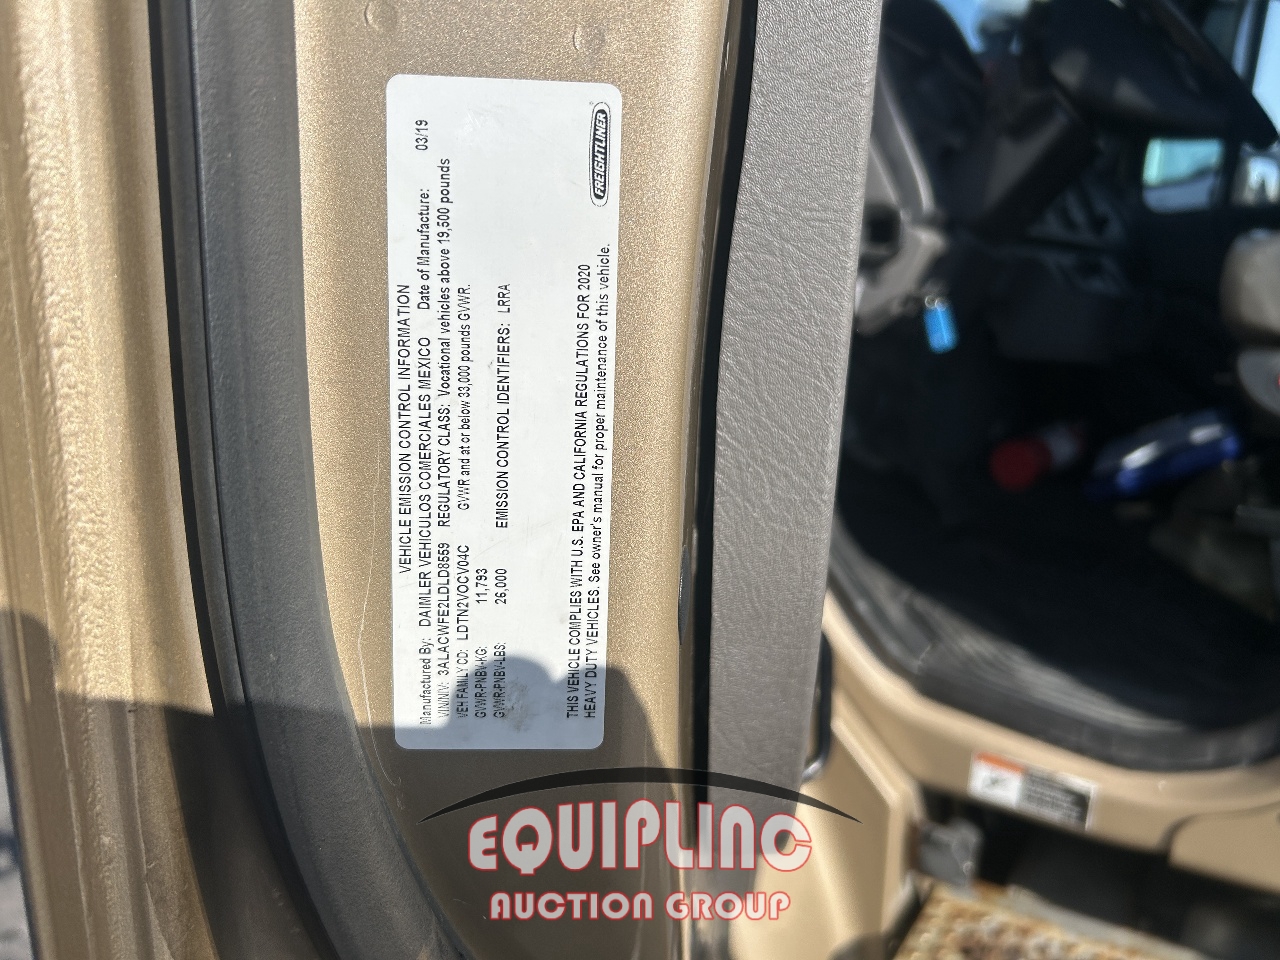 FREIGHTLINER
VEHICLE EMISSION CONTROL INFORMATION
Manufactured By: DAIMLER VEHICULOS COMERCIALES MEXICO Date of Manufacture: 03/19
VIN/NIV: 3ALACWFE2LDLD8559 REGULATORY CLASS: Vocational vehicles above 19,500 pounds
VEH FAMILY CD: LDTN2VOCV04C GVWR and at or below 33,000 pounds GVWR.
GVWR-PNBV-KG: 11,793
GVWR-PNBV-LBS: 26,000 EMISSION CONTROL IDENTIFIERS: LRRA
THIS VEHICLE COMPLIES WITH U.S. EPA AND CALIFORNIA REGULATIONS FOR 2020
HEAVY DUTY VEHICLES. See owner's manual for proper maintenance of this vehicle.
EQUIPLINC
AUCTION GROUP